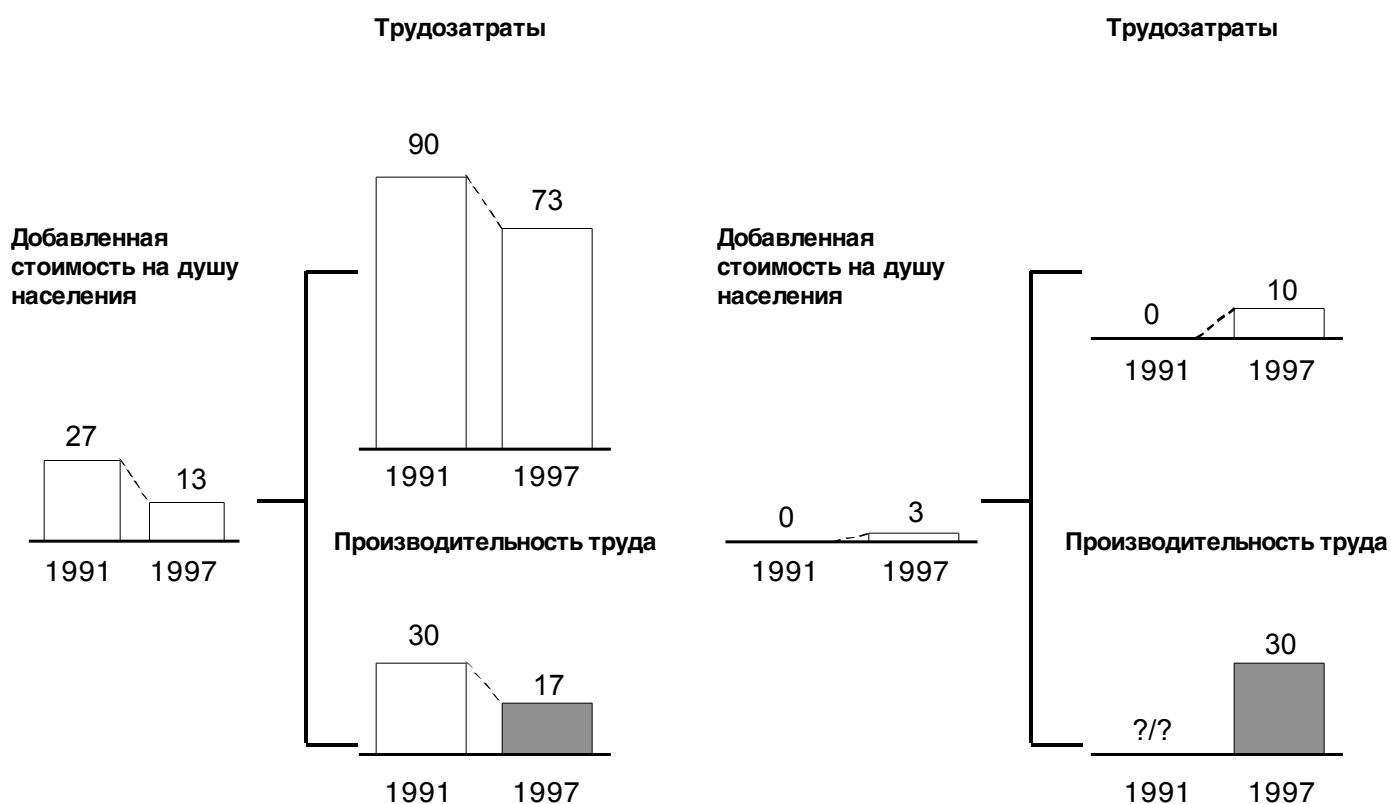 Трудозатраты
90
73
Добавленная
стоимость на душу
населения
1991 1997
27
13
1991 1997
Производительность труда
30
17
1991 1997
Трудозатраты
Добавленная
стоимость на душу
населения
0
10
1991 1997
0
3
1991 1997
Производительность труда
30
?/?
1991 1997